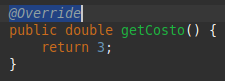 @Override
public double getCosto() {
    return 3;
}